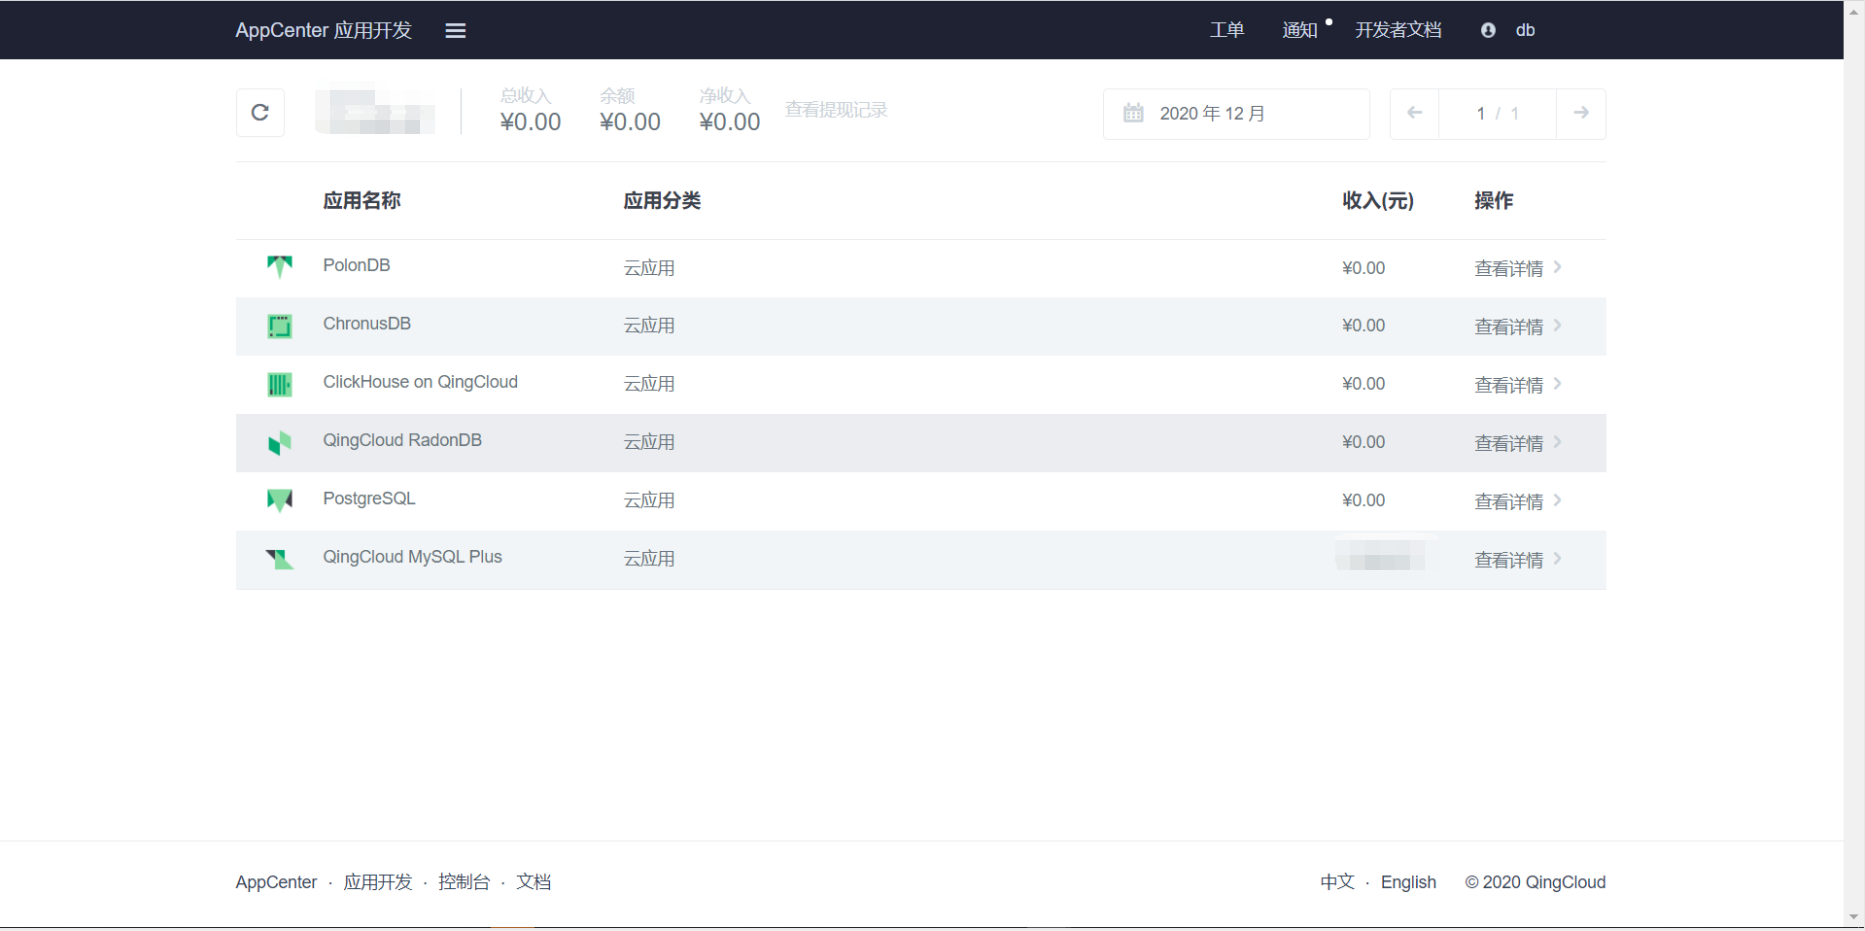 AppCenter 应用开发 工单 通知 开发者文档 db
总收入 余额 净收入 查看提现记录
¥0.00 ¥0.00 ¥0.00
2020 年 12 月 1 / 1
应用名称 应用分类 收入(元) 操作
PolonDB 云应用 ¥0.00 查看详情
ChronusDB 云应用 ¥0.00 查看详情
ClickHouse on QingCloud 云应用 ¥0.00 查看详情
QingCloud RadonDB 云应用 ¥0.00 查看详情
PostgreSQL 云应用 ¥0.00 查看详情
QingCloud MySQL Plus 云应用 查看详情
AppCenter · 应用开发 · 控制台 · 文档 中文 · English © 2020 QingCloud